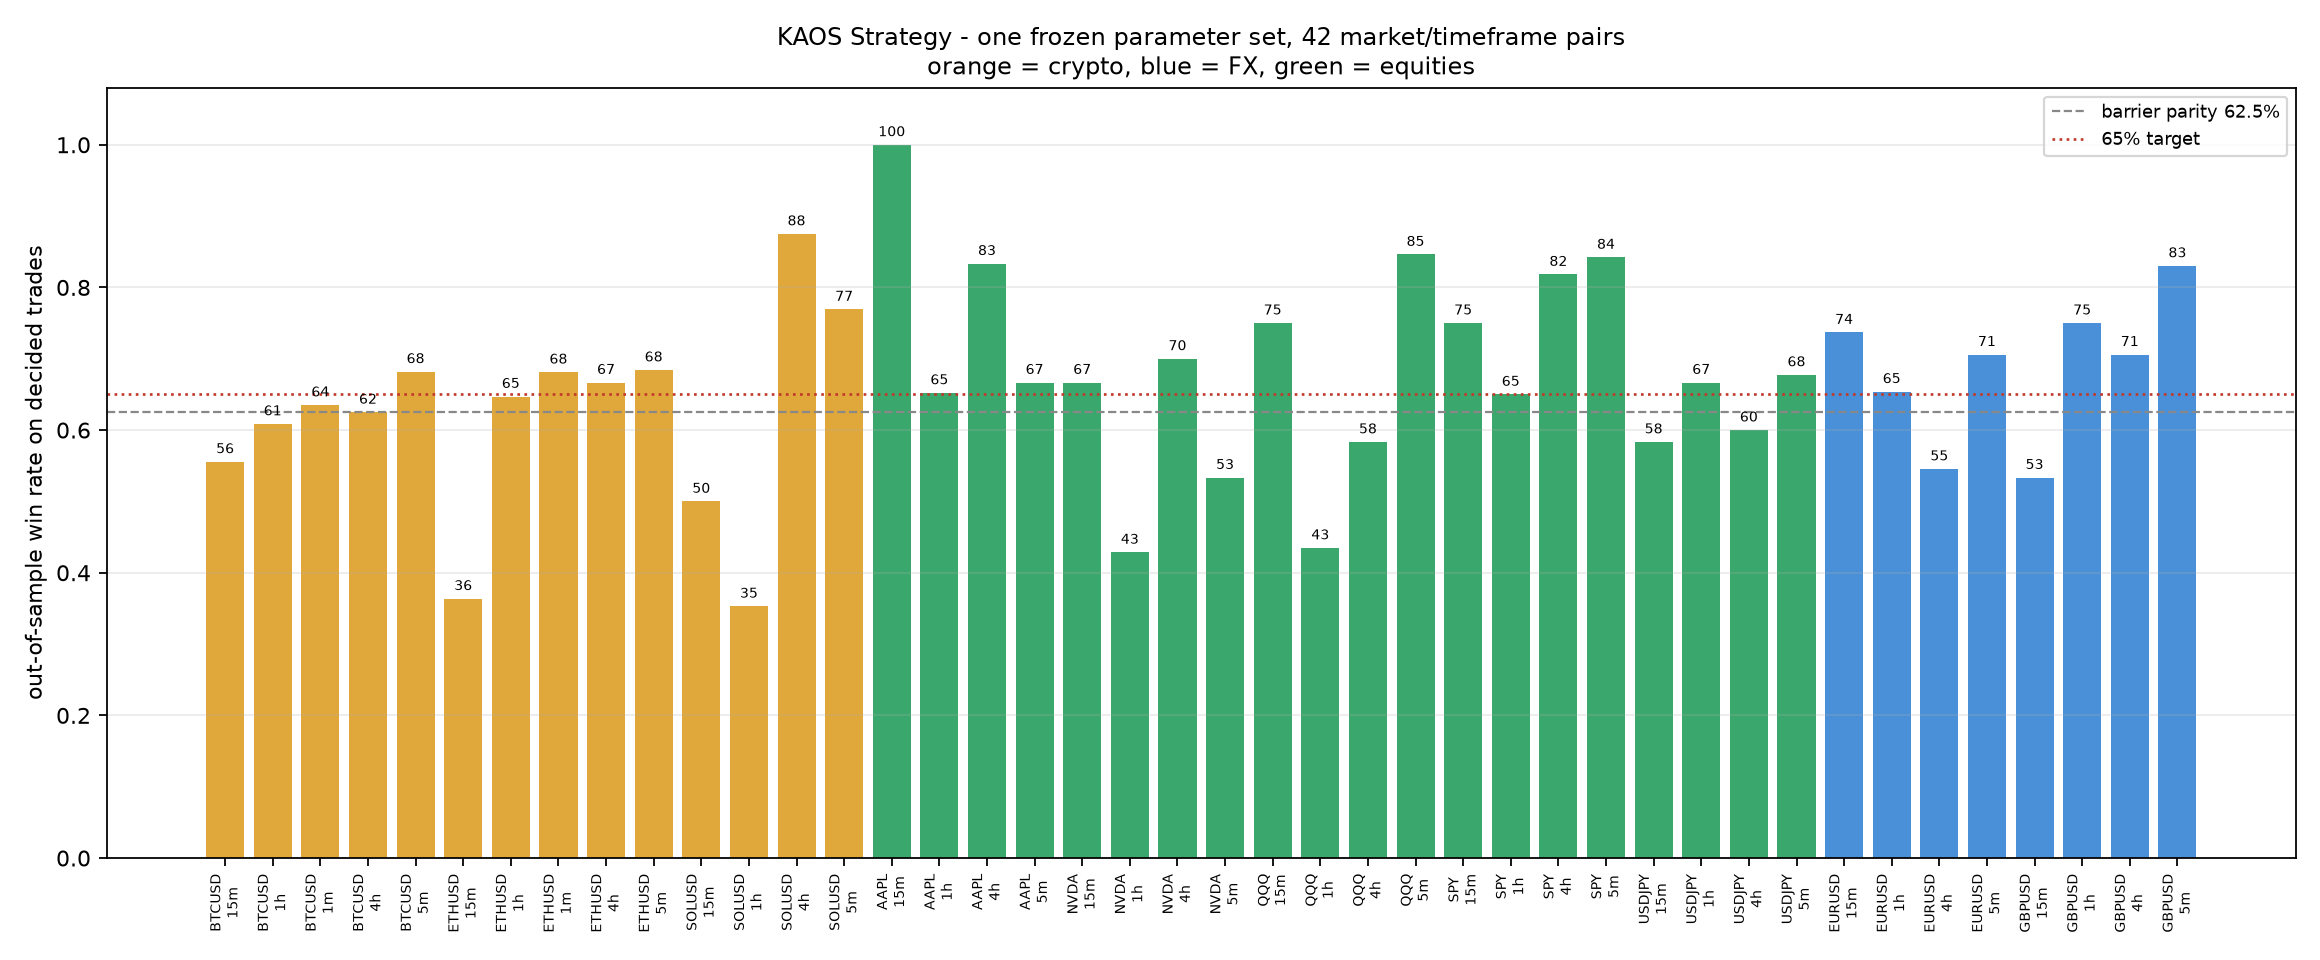 KAOS Strategy - one frozen parameter set, 42 market/timeframe pairs
orange = crypto, blue = FX, green = equities
barrier parity 62.5%
65% target
out-of-sample win rate on decided trades
1.0
0.8
0.6
0.4
0.2
0.0
56
61
64
62
68
36
65
68
67
68
50
35
88
77
100
65
83
67
67
43
70
53
75
43
58
85
75
65
82
84
58
67
60
68
74
65
55
71
53
75
71
83
BTCUSD
15m
BTCUSD
1h
BTCUSD
1m
BTCUSD
4h
BTCUSD
5m
ETHUSD
15m
ETHUSD
1h
ETHUSD
1m
ETHUSD
4h
ETHUSD
5m
SOLUSD
15m
SOLUSD
1h
SOLUSD
4h
SOLUSD
5m
AAPL
15m
AAPL
1h
AAPL
4h
AAPL
5m
NVDA
15m
NVDA
1h
NVDA
4h
NVDA
5m
QQQ
15m
QQQ
1h
QQQ
4h
QQQ
5m
SPY
15m
SPY
1h
SPY
4h
SPY
5m
USDJPY
15m
USDJPY
1h
USDJPY
4h
USDJPY
5m
EURUSD
15m
EURUSD
1h
EURUSD
4h
EURUSD
5m
GBPUSD
15m
GBPUSD
1h
GBPUSD
4h
GBPUSD
5m